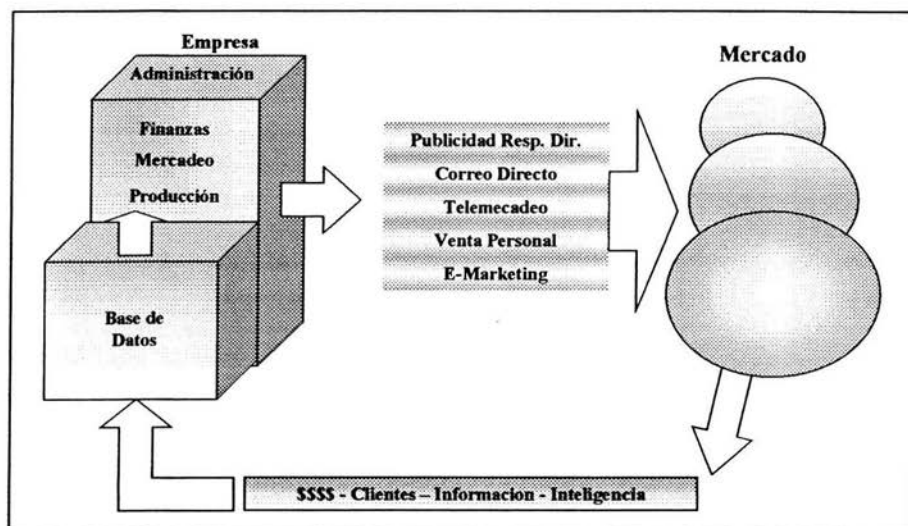 Empresa
Administración
Finanzas
Mercadeo
Producción
Base de
Datos
Publicidad Resp. Dir.
Correo Directo
Telemecadeo
Venta Personal
E-Marketing
Mercado
$$$$ - Clientes – Informacion - Inteligencia